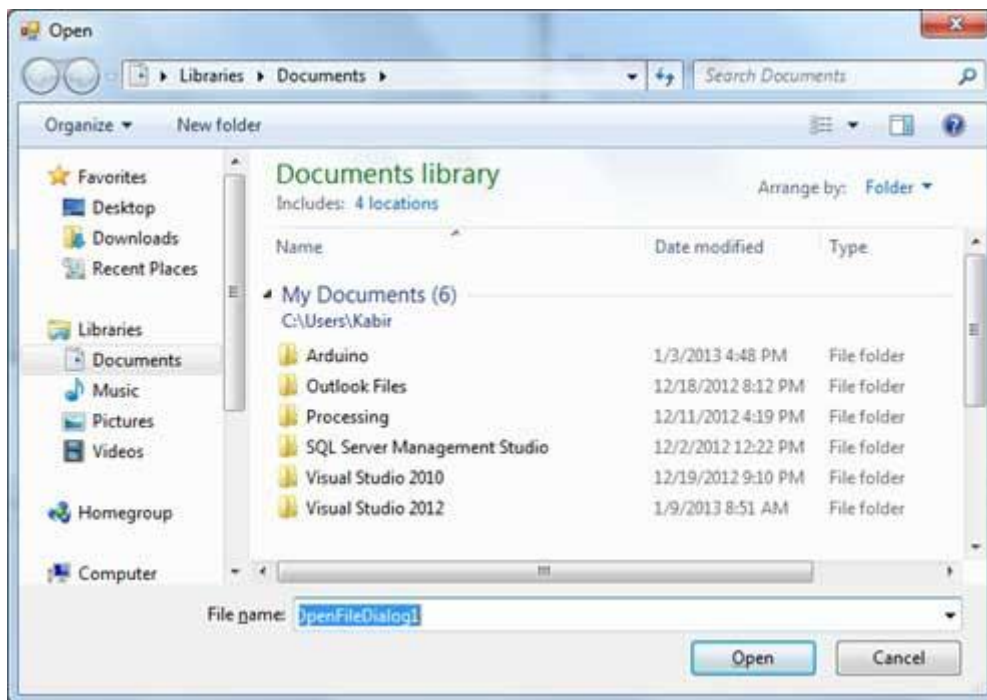 Open
Libraries Documents
Search Documents
Organize New folder
Favorites
Desktop
Downloads
Recent Places
Libraries
Documents
Music
Pictures
Videos
Homegroup
Computer
Documents library
Includes: 4 locations
Arrange by: Folder
Name Date modified Type
My Documents (6)
C:\Users\Kabir
Arduino 1/3/2013 4:48 PM File folder
Outlook Files 12/18/2012 8:12 PM File folder
Processing 12/11/2012 4:19 PM File folder
SQL Server Management Studio 12/2/2012 12:22 PM File folder
Visual Studio 2010 12/19/2012 9:10 PM File folder
Visual Studio 2012 1/9/2013 8:51 AM File folder
File name: OpenFileDialog1
Open Cancel